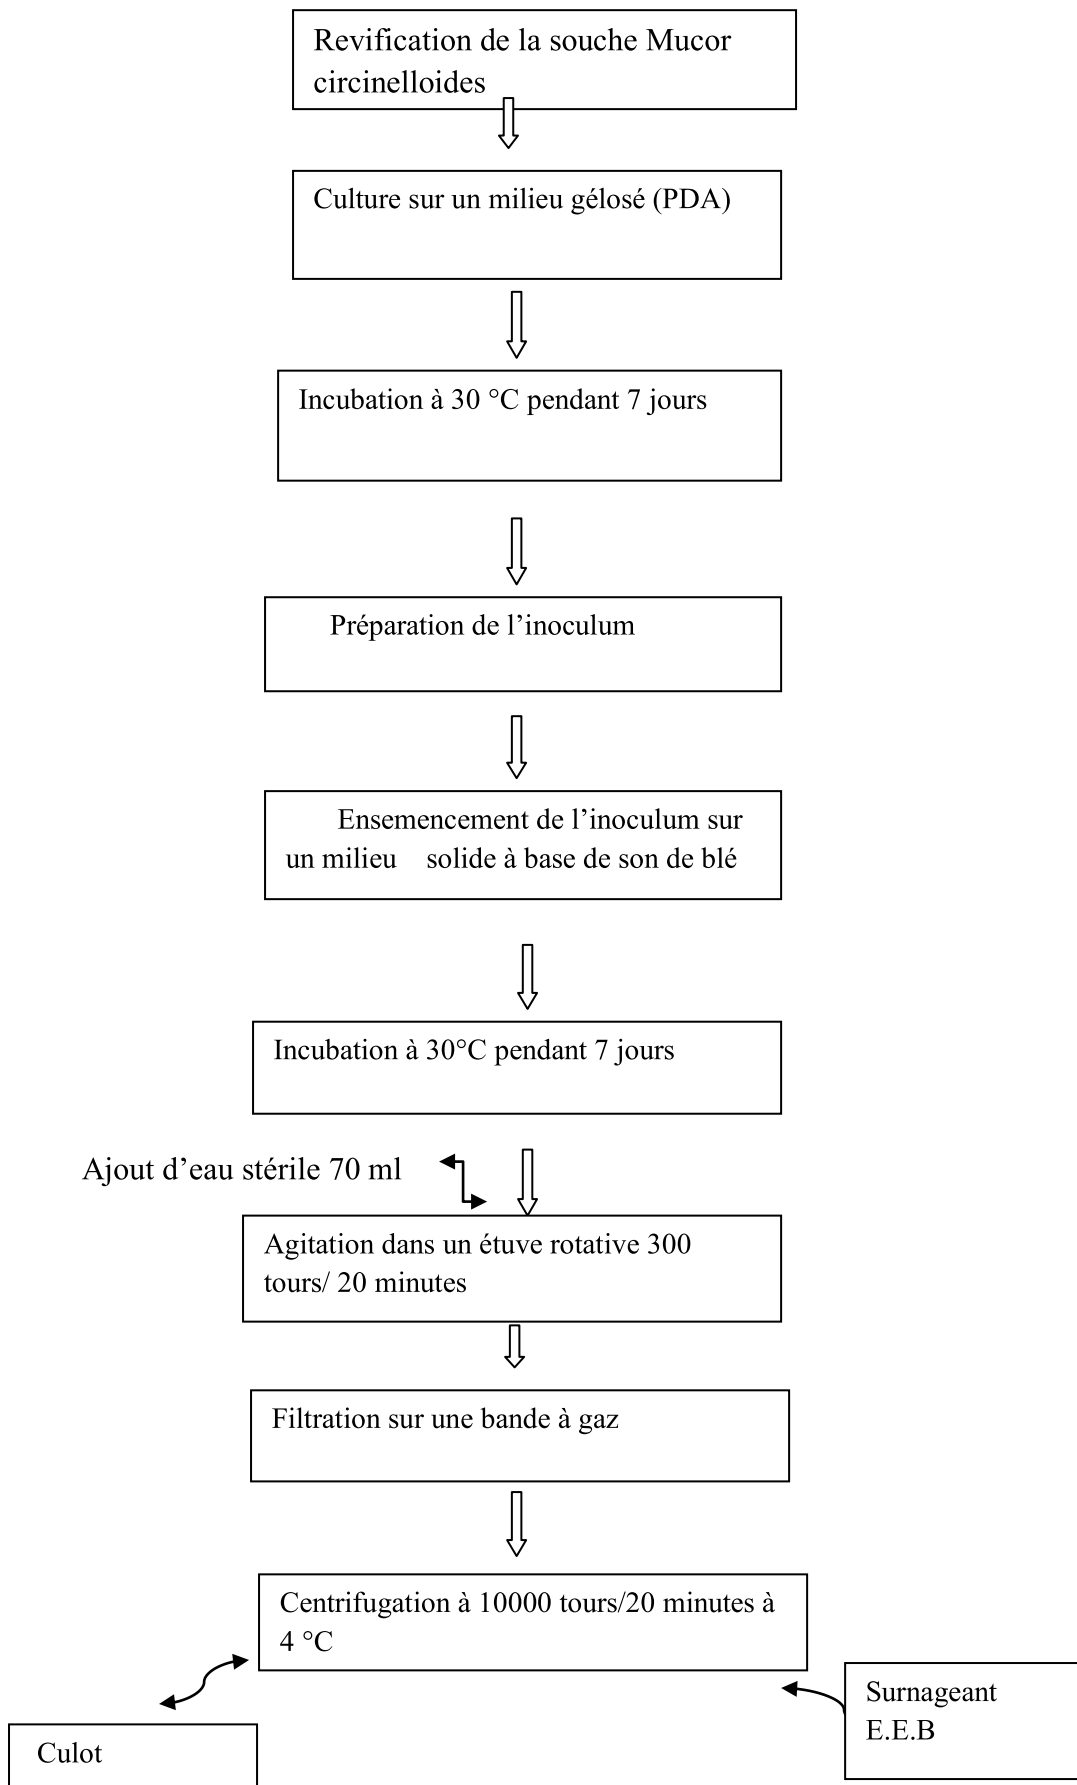 Revification de la souche Mucor
circinelloides
Culture sur un milieu gélosé (PDA)
Incubation à 30 °C pendant 7 jours
Préparation de l’inoculum
Ensemencement de l’inoculum sur
un milieu solide à base de son de blé
Incubation à 30°C pendant 7 jours
Ajout d’eau stérile 70 ml
Agitation dans un étuve rotative 300
tours/ 20 minutes
Filtration sur une bande à gaz
Centrifugation à 10000 tours/20 minutes à
4 °C
Surnageant
E.E.B
Culot